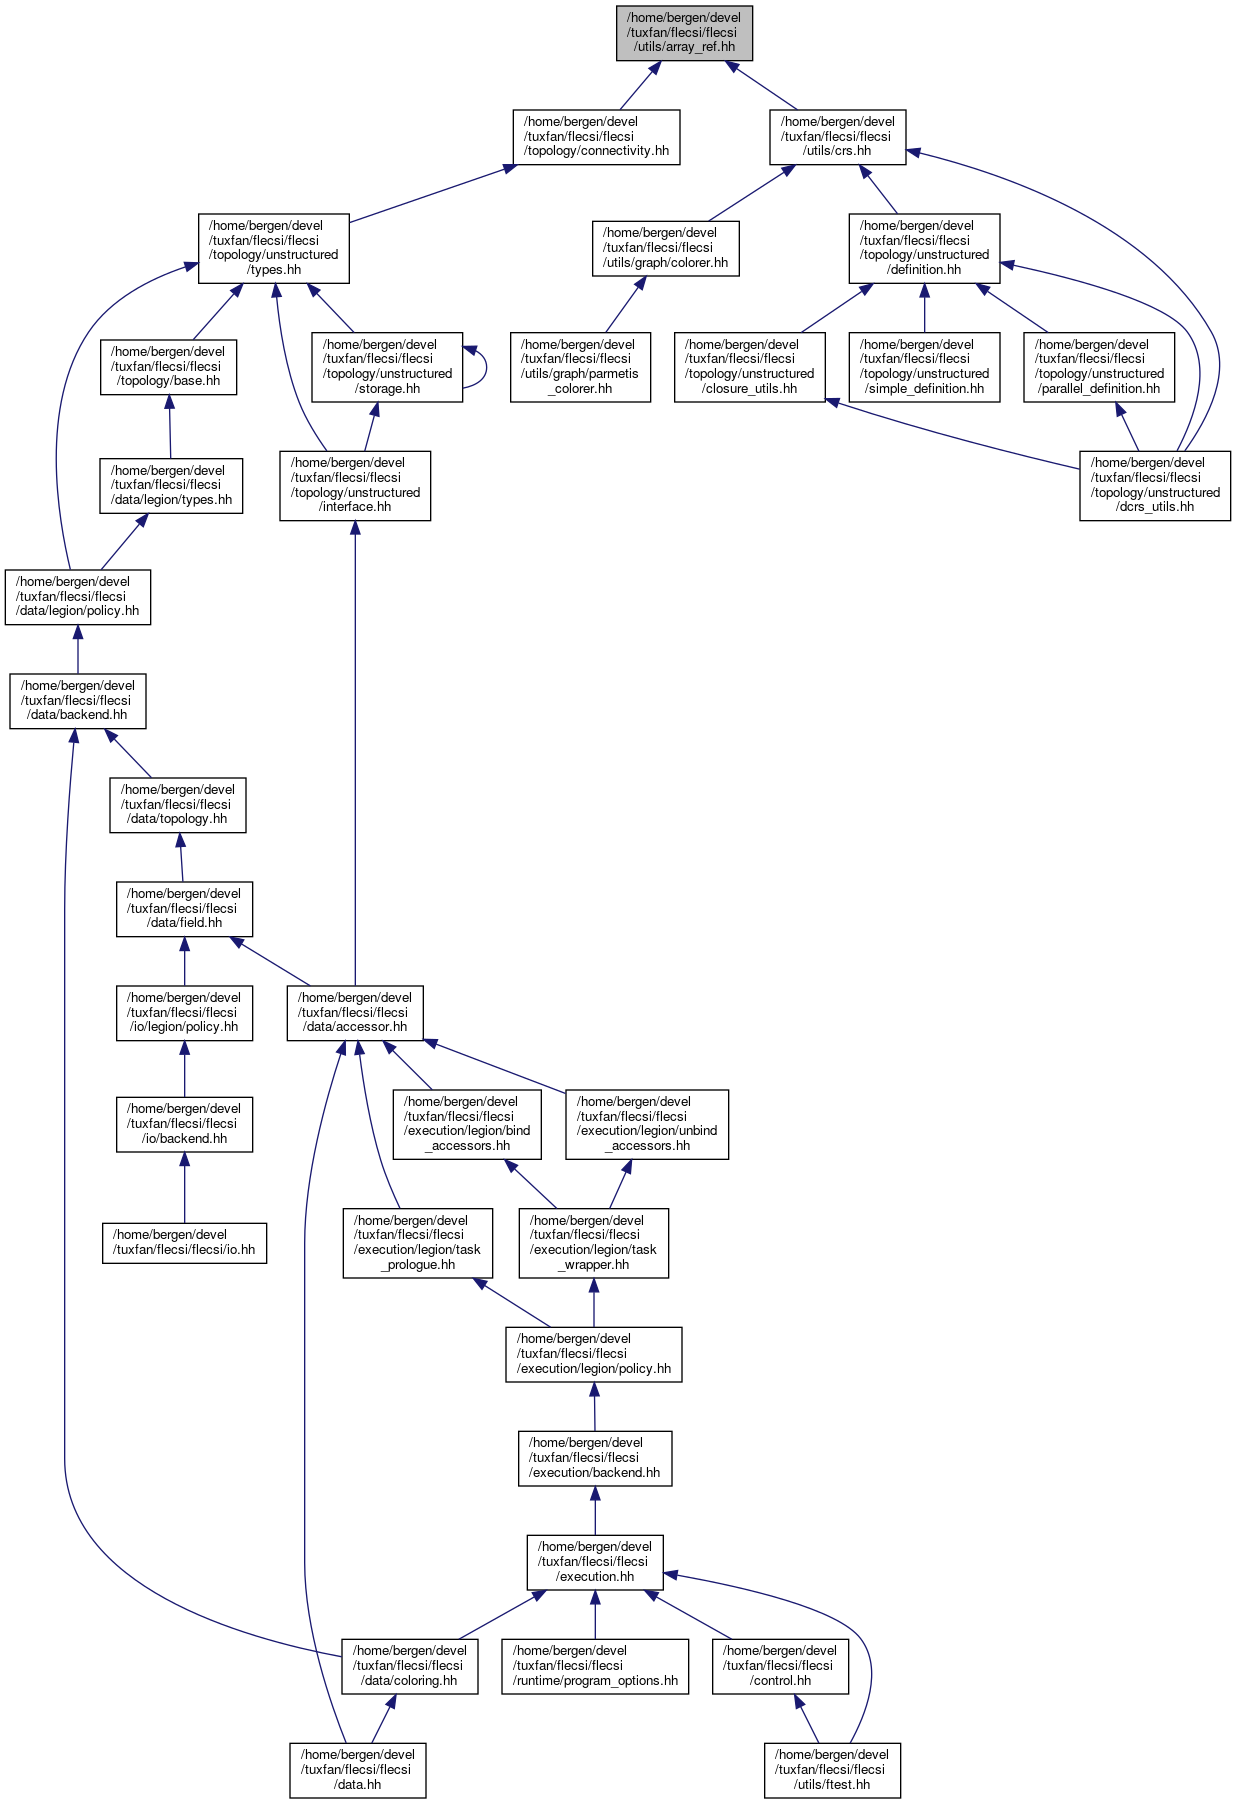 /home/bergen/devel
/tuxfan/flecsi/flecsi
/utils/array_ref.hh
/home/bergen/devel
/tuxfan/flecsi/flecsi
/topology/connectivity.hh
/home/bergen/devel
/tuxfan/flecsi/flecsi
/utils/crs.hh
/home/bergen/devel
/tuxfan/flecsi/flecsi
/topology/unstructured
/types.hh
/home/bergen/devel
/tuxfan/flecsi/flecsi
/utils/graph/colorer.hh
/home/bergen/devel
/tuxfan/flecsi/flecsi
/topology/unstructured
/definition.hh
/home/bergen/devel
/tuxfan/flecsi/flecsi
/topology/base.hh
/home/bergen/devel
/tuxfan/flecsi/flecsi
/topology/unstructured
/storage.hh
/home/bergen/devel
/tuxfan/flecsi/flecsi
/utils/graph/parmetis
_colorer.hh
/home/bergen/devel
/tuxfan/flecsi/flecsi
/topology/unstructured
/closure_utils.hh
/home/bergen/devel
/tuxfan/flecsi/flecsi
/topology/unstructured
/simple_definition.hh
/home/bergen/devel
/tuxfan/flecsi/flecsi
/topology/unstructured
/parallel_definition.hh
/home/bergen/devel
/tuxfan/flecsi/flecsi
/data/legion/types.hh
/home/bergen/devel
/tuxfan/flecsi/flecsi
/topology/unstructured
/interface.hh
/home/bergen/devel
/tuxfan/flecsi/flecsi
/topology/unstructured
/dcrs_utils.hh
/home/bergen/devel
/tuxfan/flecsi/flecsi
/data/legion/policy.hh
/home/bergen/devel
/tuxfan/flecsi/flecsi
/data/backend.hh
/home/bergen/devel
/tuxfan/flecsi/flecsi
/data/topology.hh
/home/bergen/devel
/tuxfan/flecsi/flecsi
/data/field.hh
/home/bergen/devel
/tuxfan/flecsi/flecsi
/io/legion/policy.hh
/home/bergen/devel
/tuxfan/flecsi/flecsi
/data/accessor.hh
/home/bergen/devel
/tuxfan/flecsi/flecsi
/io/backend.hh
/home/bergen/devel
/tuxfan/flecsi/flecsi
/execution/legion/bind
_accessors.hh
/home/bergen/devel
/tuxfan/flecsi/flecsi
/execution/legion/unbind
_accessors.hh
/home/bergen/devel
/tuxfan/flecsi/flecsi/io.hh
/home/bergen/devel
/tuxfan/flecsi/flecsi
/execution/legion/task
_prologue.hh
/home/bergen/devel
/tuxfan/flecsi/flecsi
/execution/legion/task
_wrapper.hh
/home/bergen/devel
/tuxfan/flecsi/flecsi
/execution/legion/policy.hh
/home/bergen/devel
/tuxfan/flecsi/flecsi
/execution/backend.hh
/home/bergen/devel
/tuxfan/flecsi/flecsi
/execution.hh
/home/bergen/devel
/tuxfan/flecsi/flecsi
/data/coloring.hh
/home/bergen/devel
/tuxfan/flecsi/flecsi
/runtime/program_options.hh
/home/bergen/devel
/tuxfan/flecsi/flecsi
/control.hh
/home/bergen/devel
/tuxfan/flecsi/flecsi
/data.hh
/home/bergen/devel
/tuxfan/flecsi/flecsi
/utils/ftest.hh